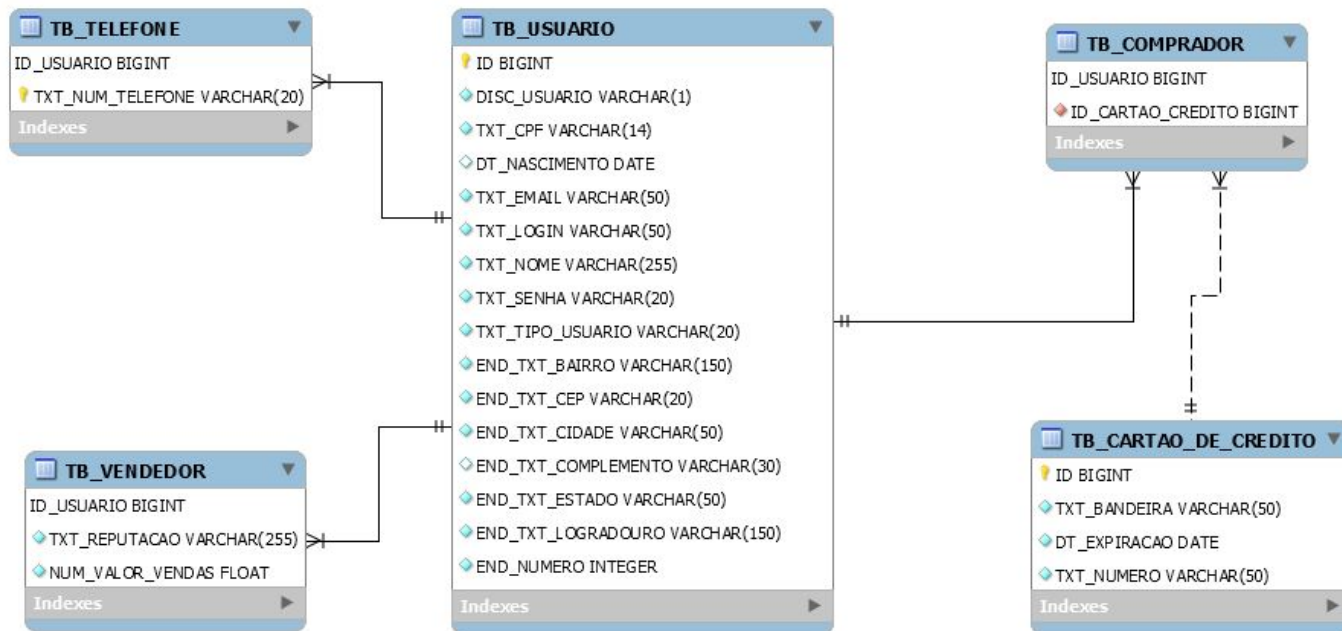 TB_TELEFONE
ID_USUARIO BIGINT
TXT_NUM_TELEFONE VARCHAR(20)
Indexes
TB_USUARIO
ID BIGINT
DISC_USUARIO VARCHAR(1)
TXT_CPF VARCHAR(14)
DT_NASCIMENTO DATE
TXT_EMAIL VARCHAR(50)
TXT_LOGIN VARCHAR(50)
TXT_NOME VARCHAR(255)
TXT_SENHA VARCHAR(20)
TXT_TIPO_USUARIO VARCHAR(20)
END_TXT_BAIRRO VARCHAR(150)
END_TXT_CEP VARCHAR(20)
END_TXT_CIDADE VARCHAR(50)
END_TXT_COMPLEMENTO VARCHAR(30)
END_TXT_ESTADO VARCHAR(50)
END_TXT_LOGRADOURO VARCHAR(150)
END_NUMERO INTEGER
Indexes
TB_COMPRADOR
ID_USUARIO BIGINT
ID_CARTAO_CREDITO BIGINT
Indexes
TB_VENDEDOR
ID_USUARIO BIGINT
TXT_REPUTACAO VARCHAR(255)
NUM_VALOR_VENDAS FLOAT
Indexes
TB_CARTAO_DE_CREDITO
ID BIGINT
TXT_BANDEIRA VARCHAR(50)
DT_EXPIRACAO DATE
TXT_NUMERO VARCHAR(50)
Indexes